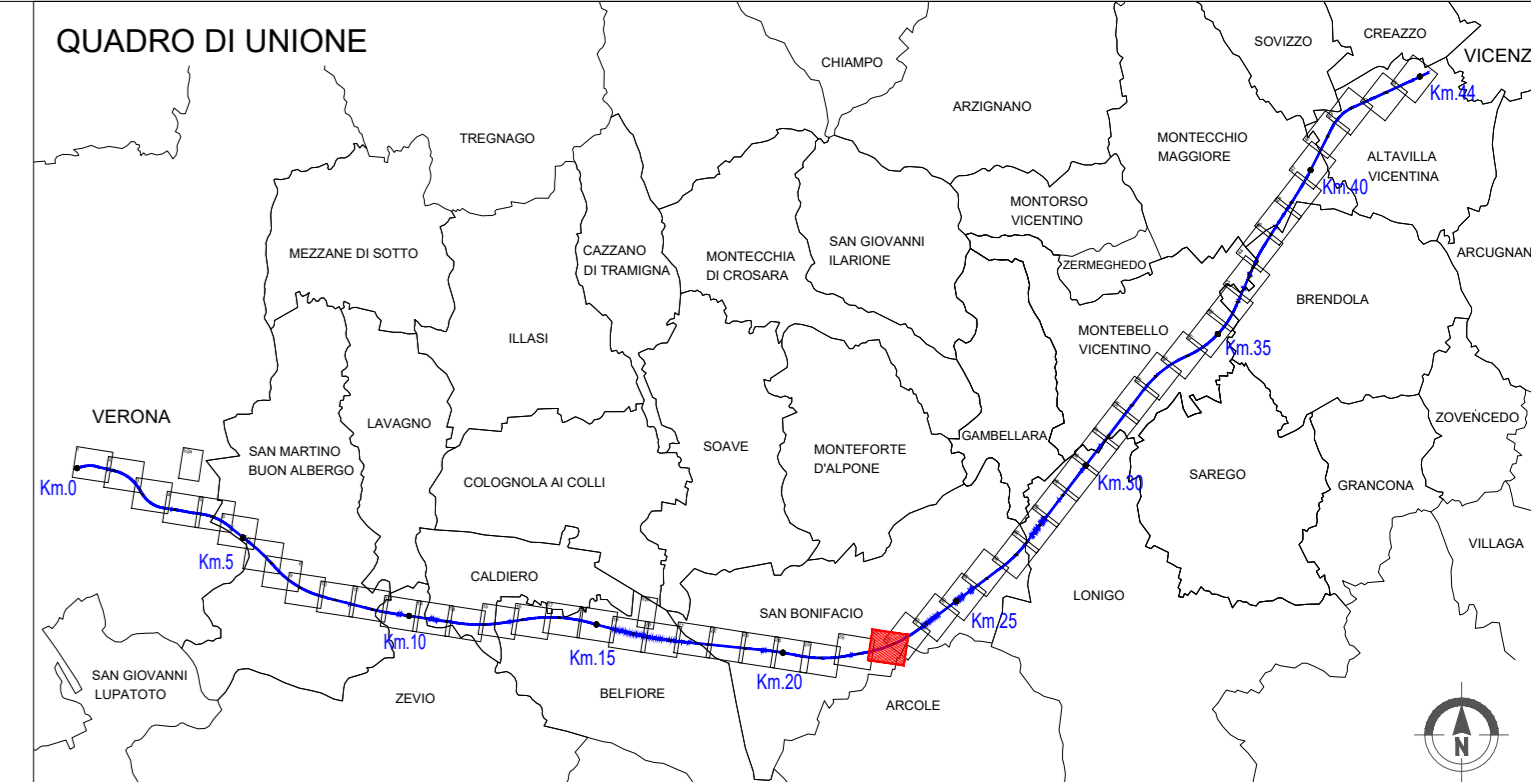 QUADRO DI UNIONE
CREAZZO
SOVIZZO
VICENZ
CHIAMPO
Km.44
ARZIGNANO
TREGNAGO
MONTECCHIO
MAGGIORE
ALTAVILLA
VICENTINA
Km.40
MONTORSO
VICENTINO
MEZZANE DI SOTTO
CAZZANO
DI TRAMIGNA
MONTECCHIA
DI CROSARA
SAN GIOVANNI
ILARIONE
ZERMEGHEDO
ARCUGNAN
BRENDOLA
ILLASI
MONTEBELLO
VICENTINO
Km.35
VERONA
LAVAGNO
SAN MARTINO
BUON ALBERGO
SOAVE
MONTEFORTE
D'ALPONE
GAMBELLARA
ZOVENCEDO
Km.0
COLOGNOLA AI COLLI
Km.30
SAREGO
GRANCONA
Km.5
VILLAGA
CALDIERO
SAN BONIFACIO
LONIGO
Km.25
Km.10
Km.15
Km.20
SAN GIOVANNI
LUPATOTO
ZEVIO
BELFIORE
ARCOLE
N